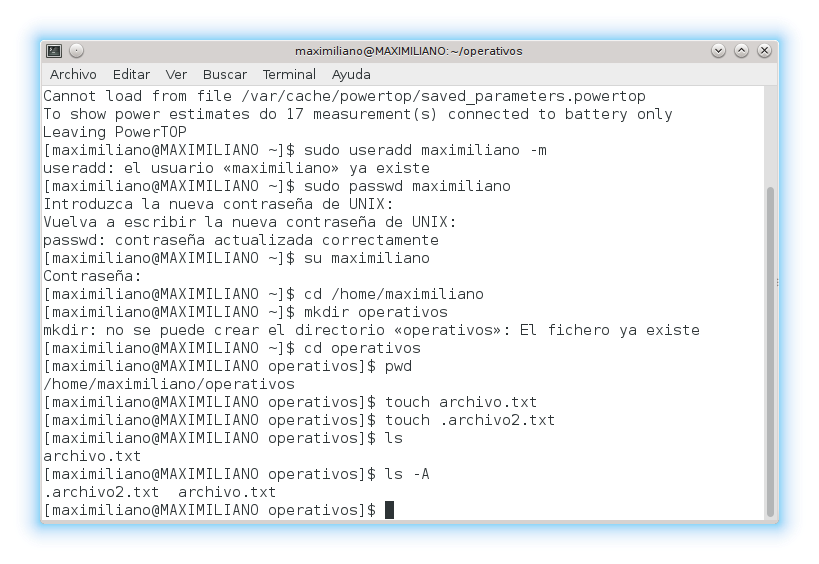 maximiliano@MAXIMILIANO:~/operativos
Archivo Editar Ver Buscar Terminal Ayuda
Cannot load from file /var/cache/powertop/saved_parameters.powertop
To show power estimates do 17 measurement(s) connected to battery only
Leaving PowerTOP
[maximiliano@MAXIMILIANO ~]$ sudo useradd maximiliano -m
useradd: el usuario «maximiliano» ya existe
[maximiliano@MAXIMILIANO ~]$ sudo passwd maximiliano
Introduzca la nueva contraseña de UNIX:
Vuelva a escribir la nueva contraseña de UNIX:
passwd: contraseña actualizada correctamente
[maximiliano@MAXIMILIANO ~]$ su maximiliano
Contraseña:
[maximiliano@MAXIMILIANO ~]$ cd /home/maximiliano
[maximiliano@MAXIMILIANO ~]$ mkdir operativos
mkdir: no se puede crear el directorio «operativos»: El fichero ya existe
[maximiliano@MAXIMILIANO ~]$ cd operativos
[maximiliano@MAXIMILIANO operativos]$ pwd
/home/maximiliano/operativos
[maximiliano@MAXIMILIANO operativos]$ touch archivo.txt
[maximiliano@MAXIMILIANO operativos]$ touch .archivo2.txt
[maximiliano@MAXIMILIANO operativos]$ ls
archivo.txt
[maximiliano@MAXIMILIANO operativos]$ ls -A
.archivo2.txt  archivo.txt
[maximiliano@MAXIMILIANO operativos]$